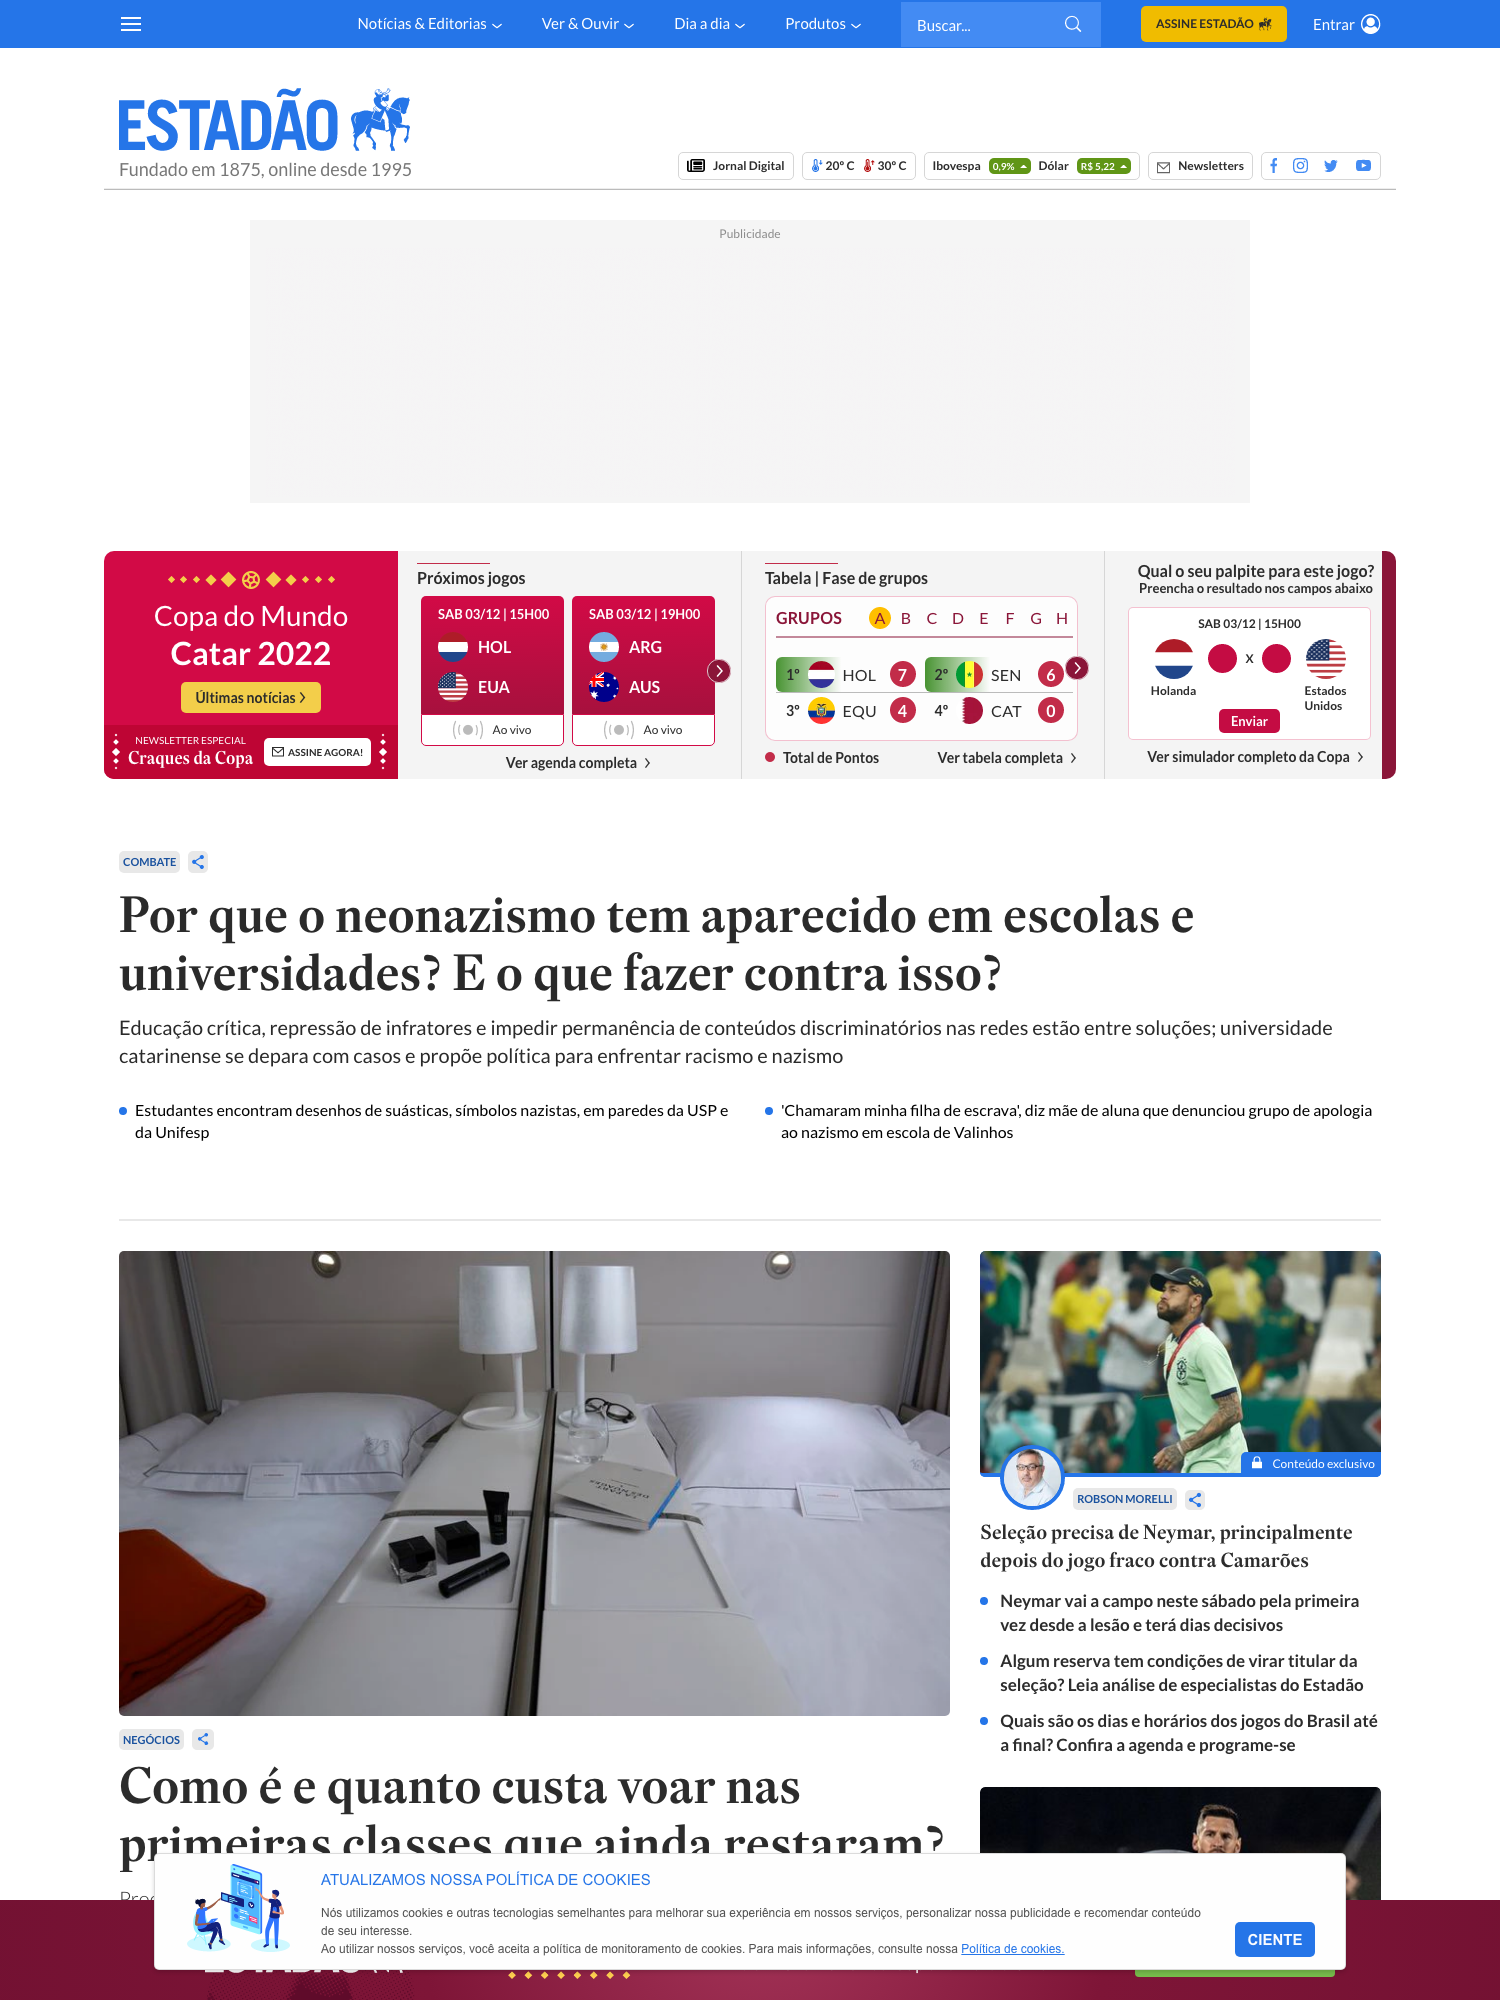 Notícias & Editorias
Ver & Ouvir
Dia a dia
Produtos
Buscar...
ASSINE ESTADÃO
Entrar
ESTADÃO
Fundado em 1875, online desde 1995
Jornal Digital
20º C 30º C
Ibovespa 0,9% Dólar R$ 5,22
Newsletters
Publicidade
Copa do Mundo
Catar 2022
Últimas notícias
NEWSLETTER ESPECIAL
Craques da Copa
ASSINE AGORA!
Próximos jogos
SAB 03/12 | 15H00
HOL
EUA
Ao vivo
SAB 03/12 | 19H00
ARG
AUS
Ao vivo
Ver agenda completa
Tabela | Fase de grupos
GRUPOS A B C D E F G H
1º HOL 7 2º SEN 6
3º EQU 4 4º CAT 0
Total de Pontos
Ver tabela completa
Qual o seu palpite para este jogo?
Preencha o resultado nos campos abaixo
SAB 03/12 | 15H00
X
Holanda
Estados
Unidos
Enviar
Ver simulador completo da Copa
COMBATE
Por que o neonazismo tem aparecido em escolas e
universidades? E o que fazer contra isso?
Educação crítica, repressão de infratores e impedir permanência de conteúdos discriminatórios nas redes estão entre soluções; universidade
catarinense se depara com casos e propõe política para enfrentar racismo e nazismo
Estudantes encontram desenhos de suásticas, símbolos nazistas, em paredes da USP e
da Unifesp
'Chamaram minha filha de escrava', diz mãe de aluna que denunciou grupo de apologia
ao nazismo em escola de Valinhos
NEGÓCIOS
Como é e quanto custa voar nas
primeiras classes que ainda restaram?
Conteúdo exclusivo
ROBSON MORELLI
Seleção precisa de Neymar, principalmente
depois do jogo fraco contra Camarões
Neymar vai a campo neste sábado pela primeira
vez desde a lesão e terá dias decisivos
Algum reserva tem condições de virar titular da
seleção? Leia análise de especialistas do Estadão
Quais são os dias e horários dos jogos do Brasil até
a final? Confira a agenda e programe-se
ATUALIZAMOS NOSSA POLÍTICA DE COOKIES
Nós utilizamos cookies e outras tecnologias semelhantes para melhorar sua experiência em nossos serviços, personalizar nossa publicidade e recomendar conteúdo
de seu interesse.
Ao utilizar nossos serviços, você aceita a política de monitoramento de cookies. Para mais informações, consulte nossa Política de cookies.
CIENTE